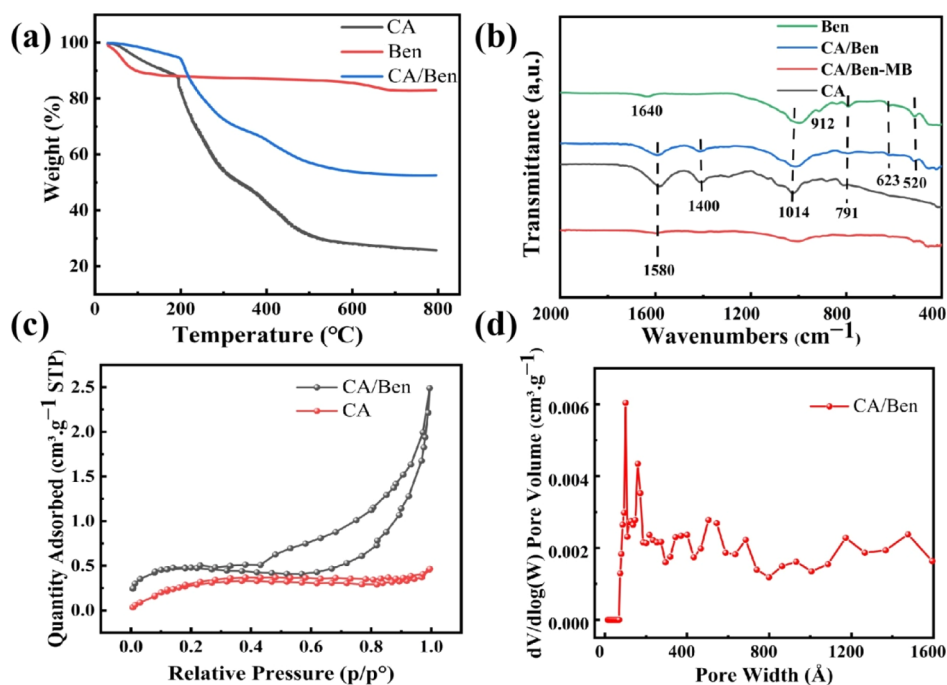 (a)
CA
Ben
CA/Ben
100
80
60
40
20
Weight (%)
0
200
400
600
800
Temperature (°C)
(b)
Ben
CA/Ben
CA/Ben-MB
CA
Transmittance (a,u.)
1640
912
1400
1014
791
623
520
1580
2000
1600
1200
800
400
Wavenumbers (cm⁻¹)
(c)
CA/Ben
CA
Quantity Adsorbed (cm³.g⁻¹ STP)
2.5
2.0
1.5
1.0
0.5
0.0
0.0
0.2
0.4
0.6
0.8
1.0
Relative Pressure (p/p°)
(d)
CA/Ben
dV/dlog(W) Pore Volume (cm³.g⁻¹)
0.006
0.004
0.002
0.000
0
400
800
1200
1600
Pore Width (Å)